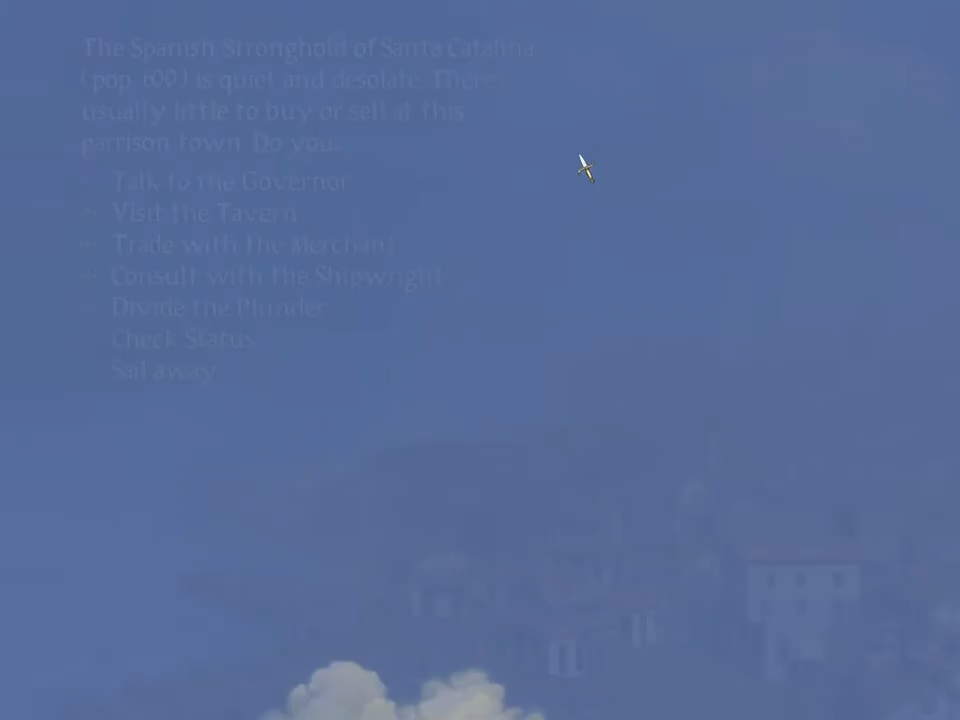 The Spanish Stronghold of Santa Catalina
(pop. 100) is quiet and desolate. There's
usually little to buy or sell at this
garrison town. Do you:
Talk to the Governor
Visit the Tavern
Trade with the Merchant
Consult with the Shipwright
Divide the Plunder
Check Status
Sail away